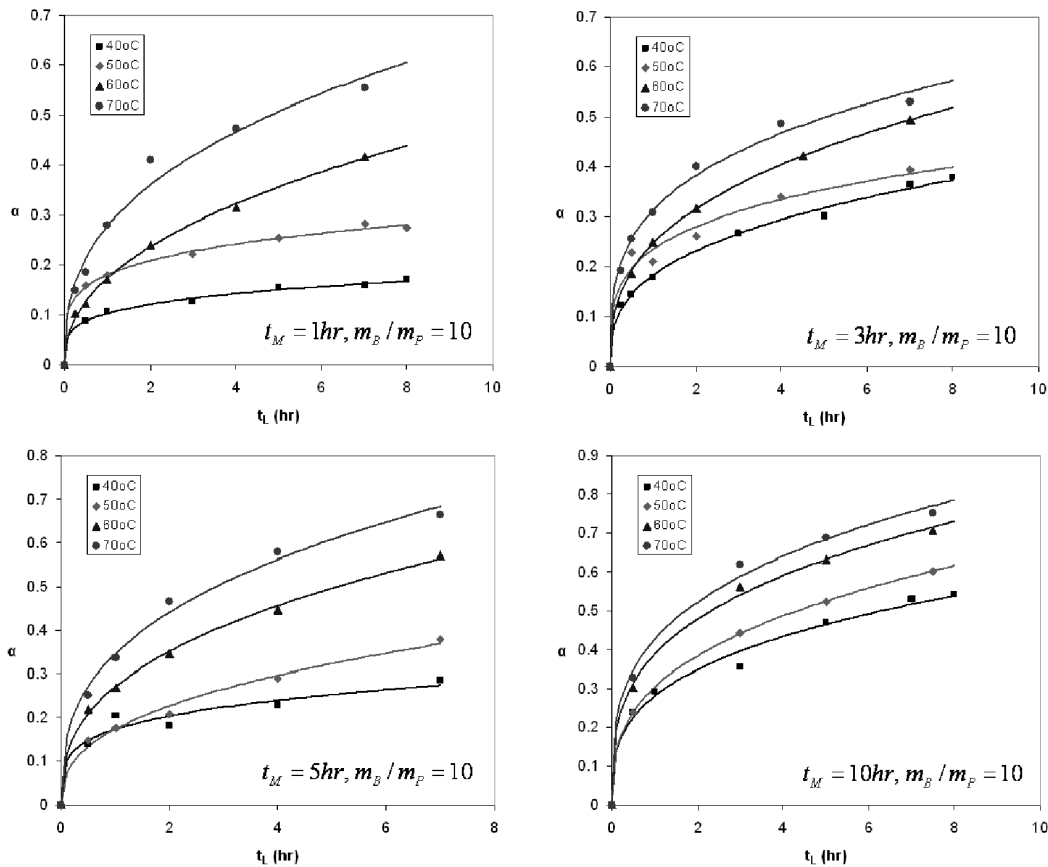 0.7
0.6
0.5
0.4
0.3
0.2
0.1
0
α
40oC
50oC
60oC
70oC
t_M = 1hr, m_B / m_P = 10
0 2 4 6 8 10
t_L (hr)
0.7
0.6
0.5
0.4
0.3
0.2
0.1
0
α
40oC
50oC
60oC
70oC
t_M = 3hr, m_B / m_P = 10
0 2 4 6 8 10
t_L (hr)
0.8
0.7
0.6
0.5
0.4
0.3
0.2
0.1
0
α
40oC
50oC
60oC
70oC
t_M = 5hr, m_B / m_P = 10
0 2 4 6 8
t_L (hr)
0.9
0.8
0.7
0.6
0.5
0.4
0.3
0.2
0.1
0
α
40oC
50oC
60oC
70oC
t_M = 10hr, m_B / m_P = 10
0 2 4 6 8 10
t_L (hr)